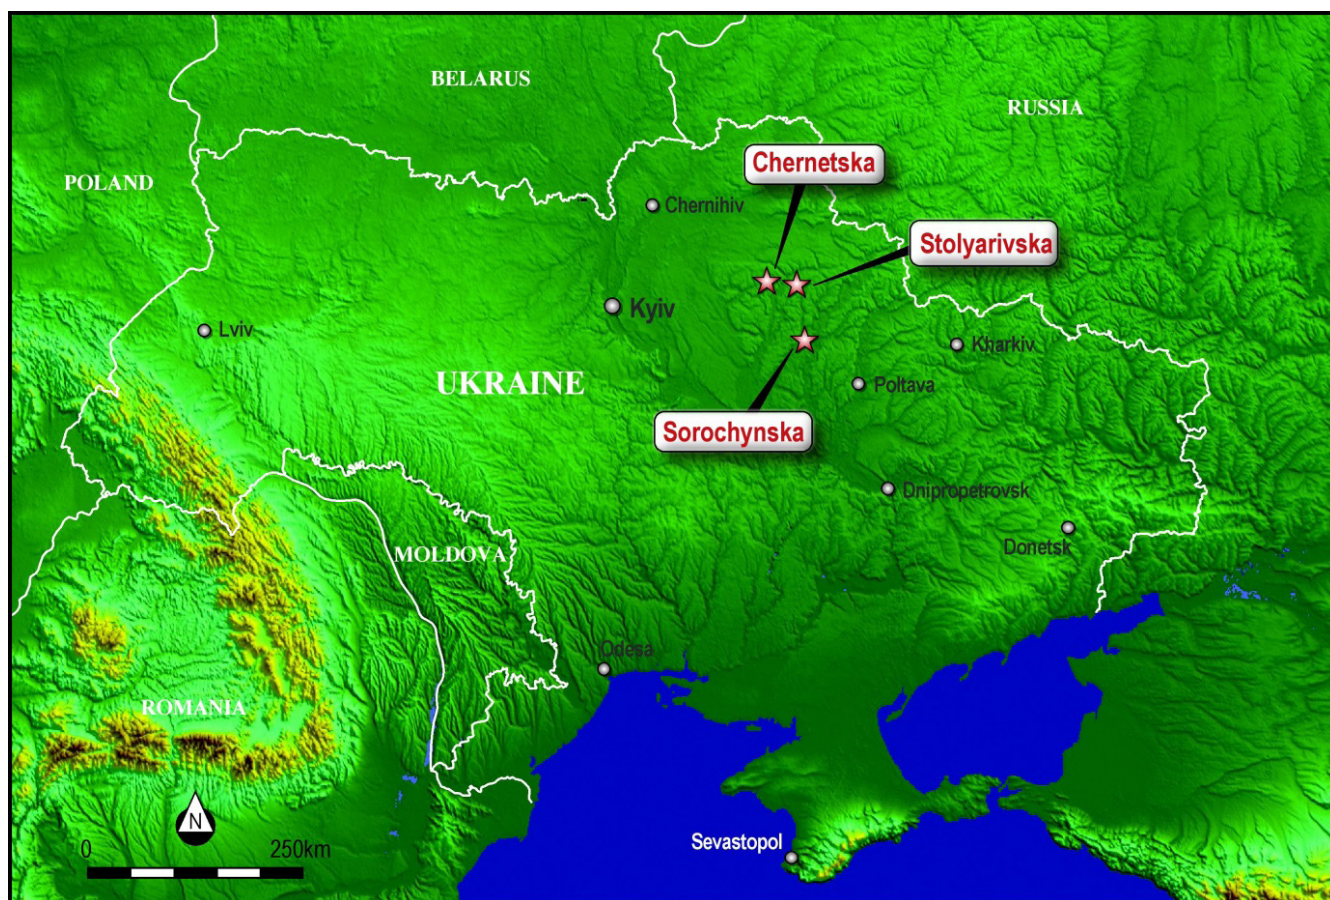 BELARUS
RUSSIA
Chernetska
POLAND
Chernihiv
Stolyarivska
Kyiv
Lviv
Kharkiv
UKRAINE
Poltava
Sorochynska
Dnipropetrovsk
Donetsk
MOLDOVA
Odesa
ROMANIA
N
Sevastopol
0 250km